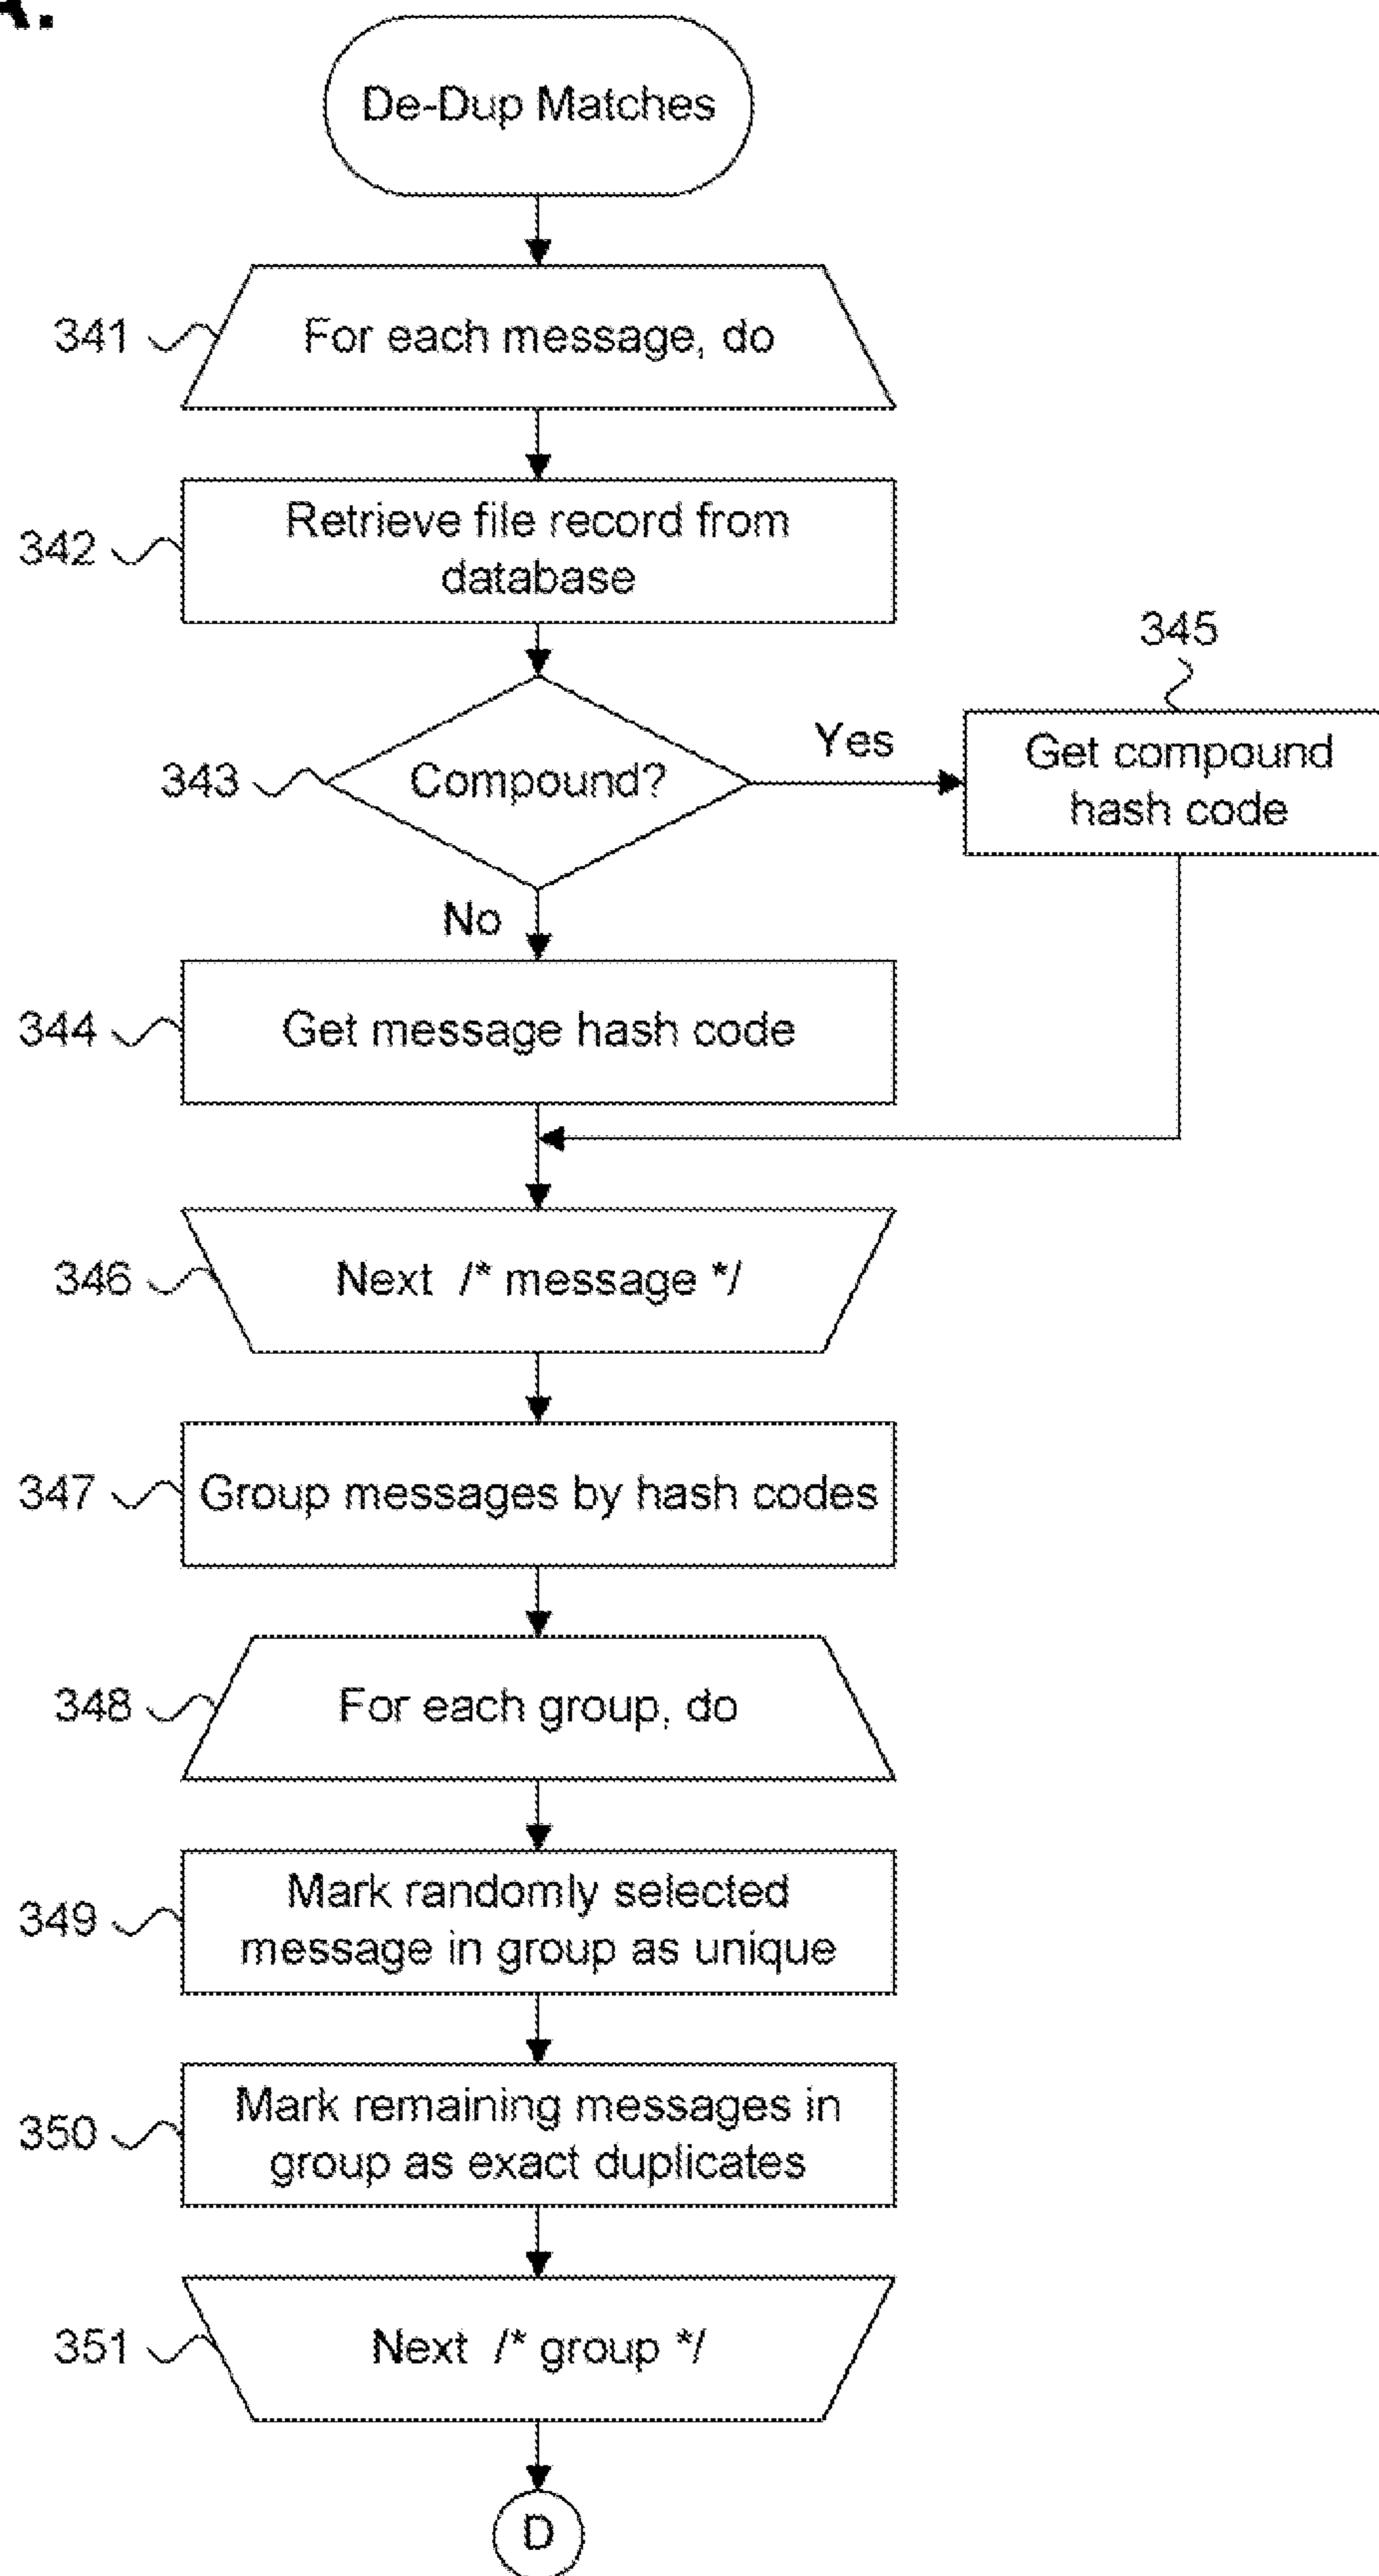 A.
De-Dup Matches
341
For each message, do
342
Retrieve file record from
database
345
343
Compound?
Yes
Get compound
hash code
No
344
Get message hash code
346
Next /* message */
347
Group messages by hash codes
348
For each group, do
349
Mark randomly selected
message in group as unique
350
Mark remaining messages in
group as exact duplicates
351
Next /* group */
D